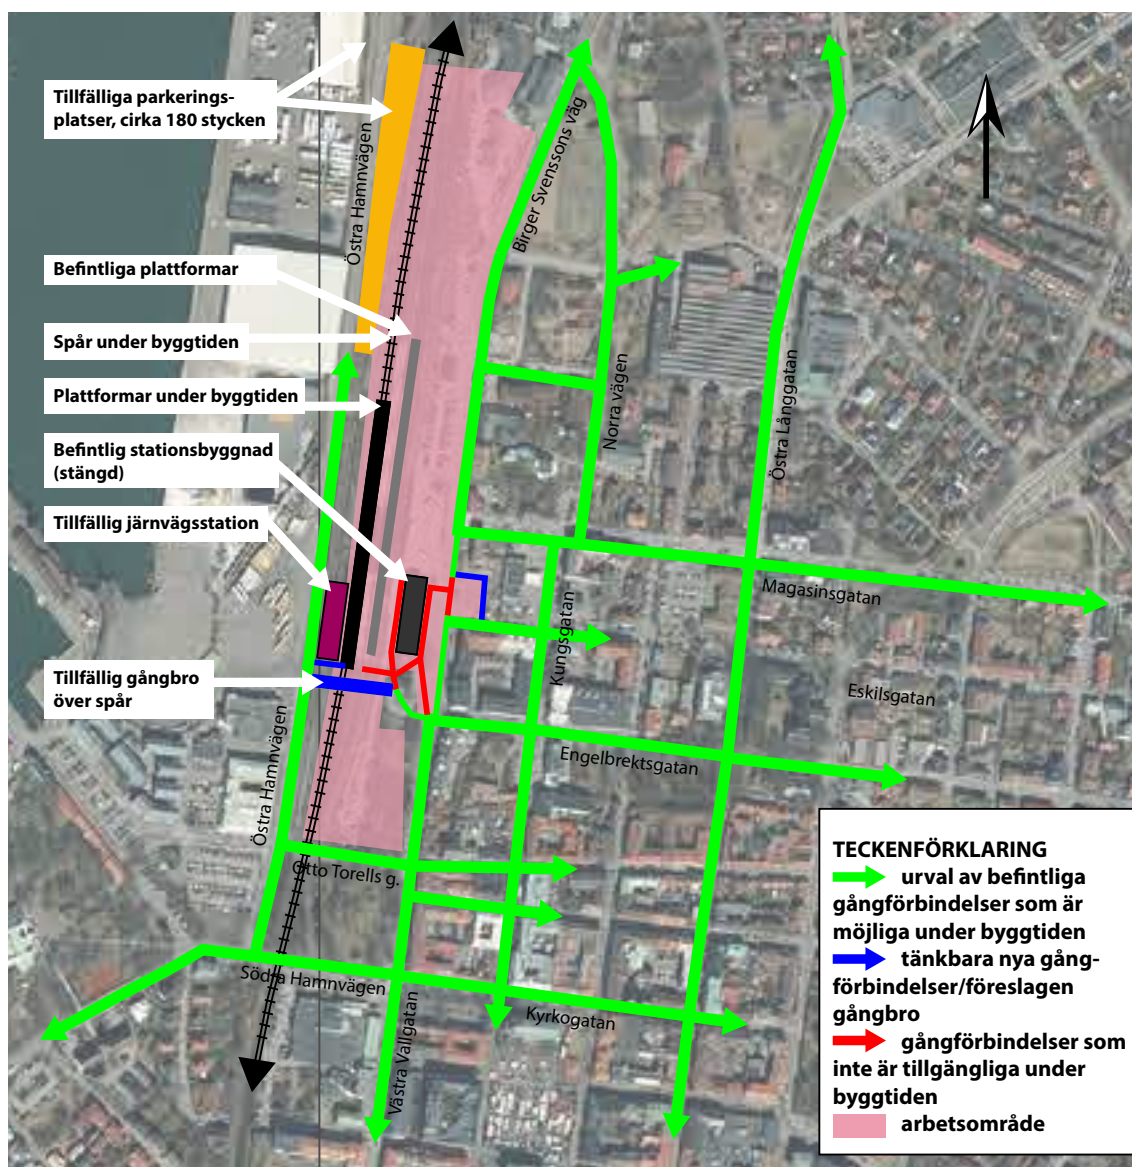 Tillfälliga parkerings-
platser, cirka 180 stycken
Östra Hamnvägen
Birger Svenssons väg
Befintliga plattformar
Spår under byggtiden
Plattformar under byggtiden
Norra vägen
Östra Långgatan
Befintlig stationsbyggnad
(stängd)
Tillfällig järnvägsstation
Magasinsgatan
Kungsgatan
Tillfällig gångbro
över spår
Eskilsgatan
Östra Hamnvägen
Engelbrektsgatan
Otto Torells g.
Södra Hamnvägen
Kyrkogatan
Västra Vallgatan
TECKENFÖRKLARING
urval av befintliga
gångförbindelser som är
möjliga under byggtiden
tänkbara nya gång-
förbindelser/föreslagen
gångbro
gångförbindelser som
inte är tillgängliga under
byggtiden
arbetsområde